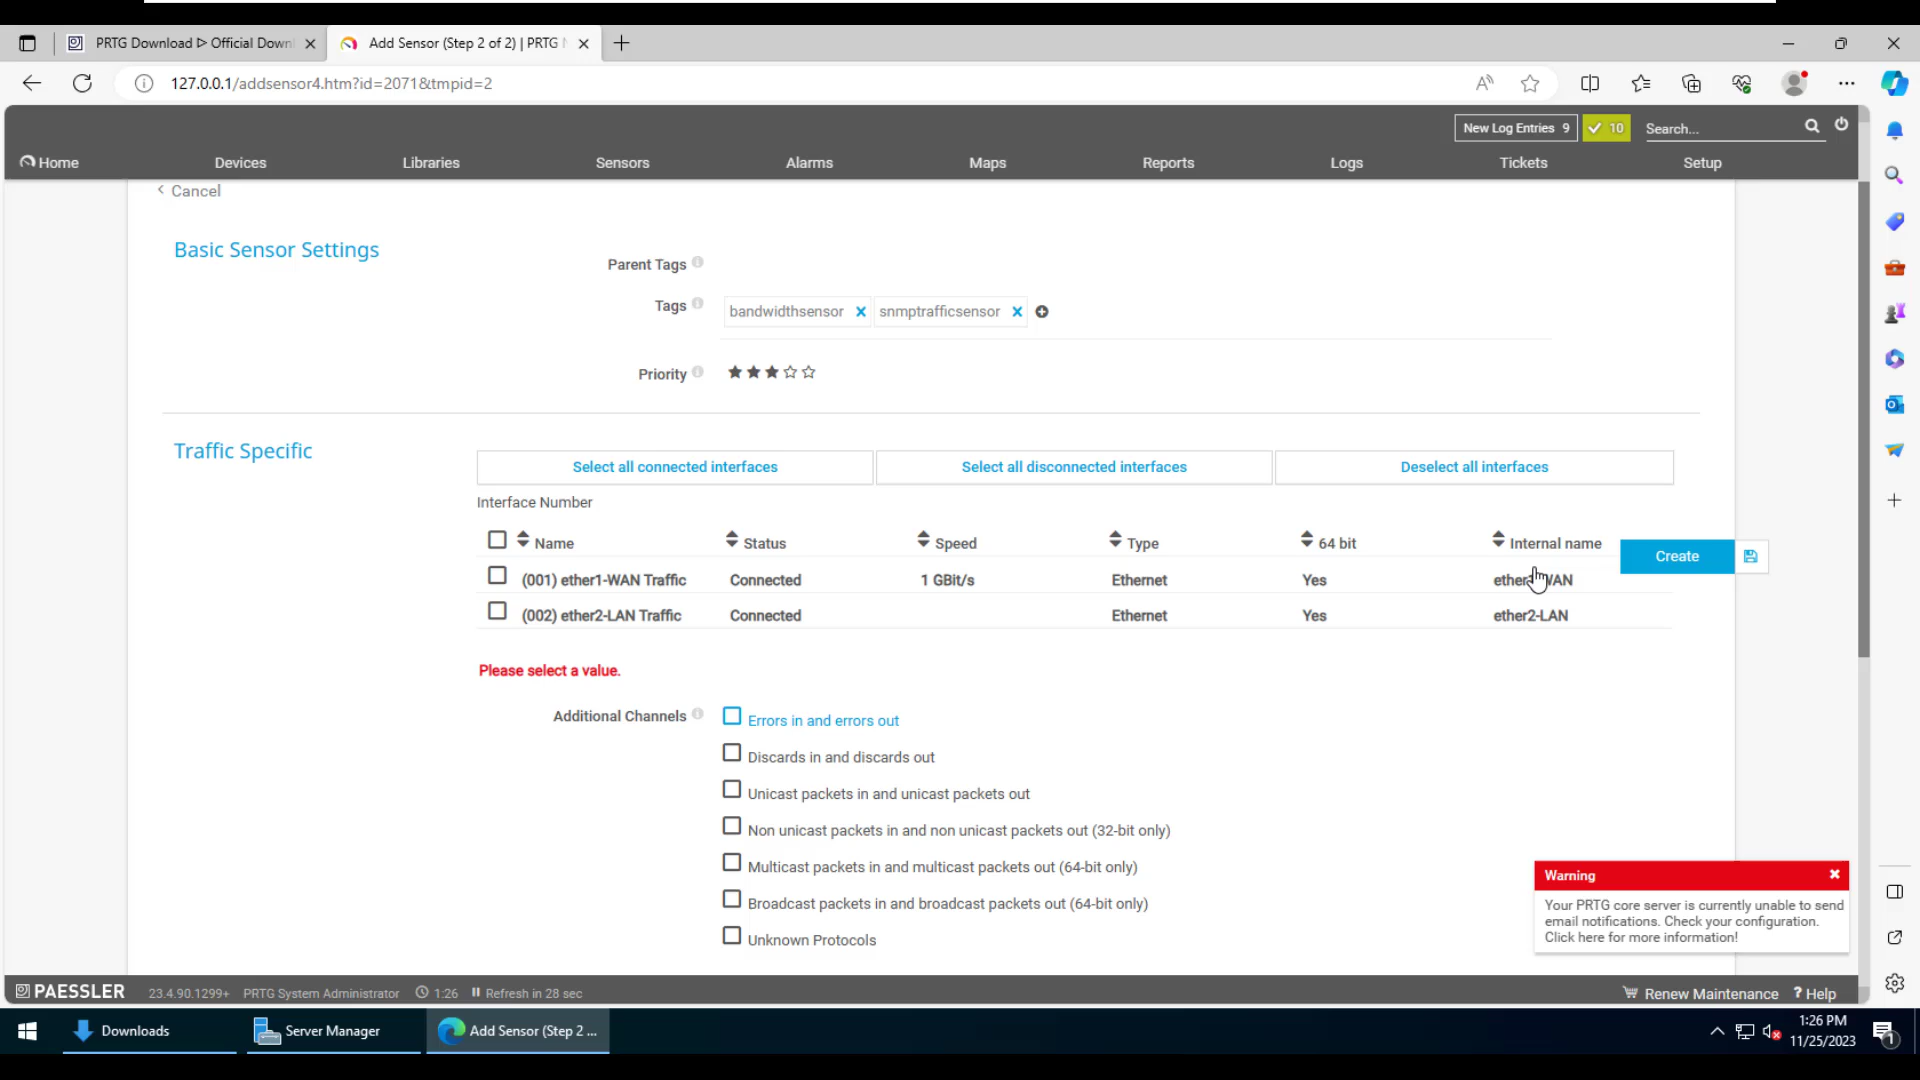 PRTG Download ▷ Official Downl
Add Sensor (Step 2 of 2) | PRTG N
127.0.0.1/addsensor4.htm?id=2071&tmpid=2
New Log Entries 9
10
Search...
Home
Devices
Libraries
Sensors
Alarms
Maps
Reports
Logs
Tickets
Setup
< Cancel
Basic Sensor Settings
Parent Tags
Tags
bandwidthsensor
snmptrafficsensor
Priority
Traffic Specific
Select all connected interfaces
Select all disconnected interfaces
Deselect all interfaces
Interface Number
Name Status Speed Type 64 bit Internal name
Create
(001) ether1-WAN Traffic Connected 1 GBit/s Ethernet Yes ether1-WAN
(002) ether2-LAN Traffic Connected Ethernet Yes ether2-LAN
Please select a value.
Additional Channels
Errors in and errors out
Discards in and discards out
Unicast packets in and unicast packets out
Non unicast packets in and non unicast packets out (32-bit only)
Multicast packets in and multicast packets out (64-bit only)
Broadcast packets in and broadcast packets out (64-bit only)
Unknown Protocols
Warning
Your PRTG core server is currently unable to send
email notifications. Check your configuration.
Click here for more information!
PAESSLER
23.4.90.1299+
PRTG System Administrator
1:26
Refresh in 28 sec
Renew Maintenance
? Help
Downloads
Server Manager
Add Sensor (Step 2 ...
1:26 PM
11/25/2023
1